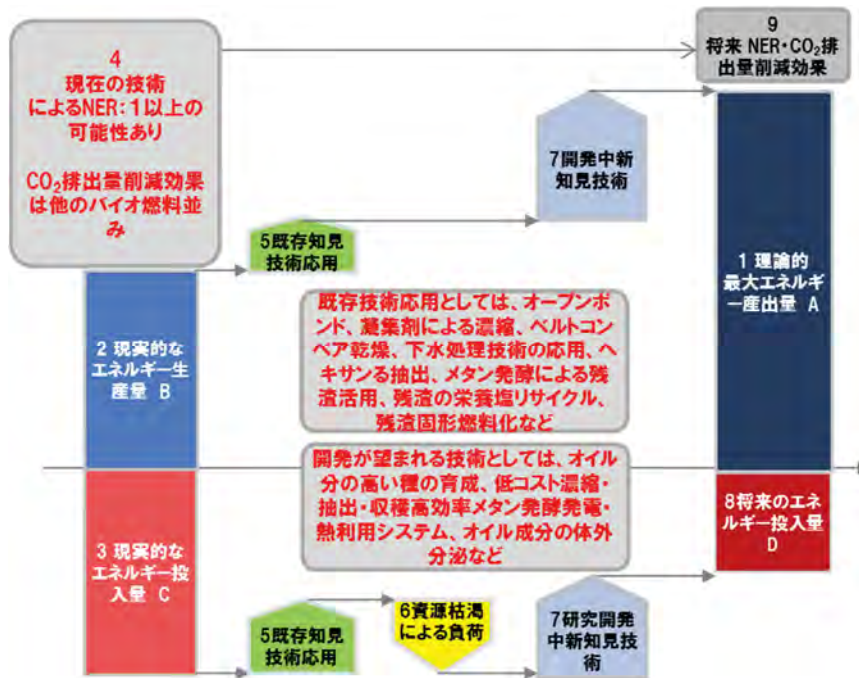 4
現在の技術
によるNER:1以上の
可能性あり
CO₂排出量削減効果
は他のバイオ燃料並
み
9
将来 NER・CO₂排
出量削減効果
7開発中新
知見技術
5既存知見
技術応用
1 理論的
最大エネルギ
ー産出量 A
2 現実的な
エネルギー生
産量 B
既存技術応用としては、オープンポ
ンド、凝集剤による濃縮、ベルトコン
ベア乾燥、下水処理技術の応用、ヘ
キサンる抽出、メタン発酵による残
渣活用、残渣の栄養塩リサイクル、
残渣固形燃料化など
開発が望まれる技術としては、オイル
分の高い種の育成、低コスト濃縮・
抽出・収穫高効率メタン発酵発電・
熱利用システム、オイル成分の体外
分泌など
8将来のエネ
ルギー投入量
D
3 現実的な
エネルギー投
入量 C
5既存知見
技術応用
6資源枯渇
による負荷
7研究開発
中新知見技
術